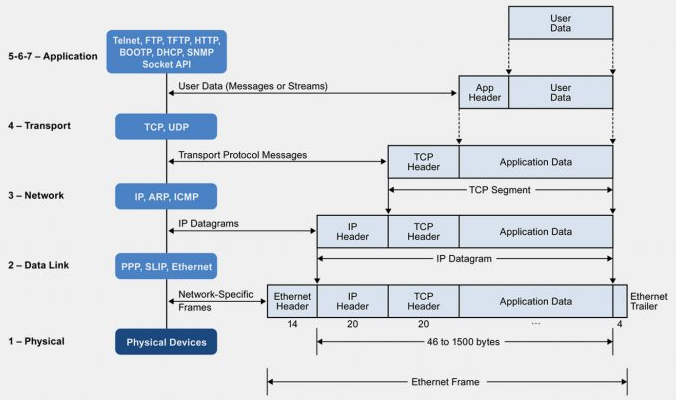 User
Data
Telnet, FTP, TFTP, HTTP,
BOOTP, DHCP, SNMP
Socket API
5-6-7 – Application
User Data (Messages or Streams)
App
Header
User
Data
4 – Transport
TCP, UDP
Transport Protocol Messages
TCP
Header
Application Data
TCP Segment
3 – Network
IP, ARP, ICMP
IP Datagrams
IP
Header
TCP
Header
Application Data
IP Datagram
2 – Data Link
PPP, SLIP, Ethernet
Network-Specific
Frames
Ethernet
Header
IP
Header
TCP
Header
Application Data
Ethernet
Trailer
14
20
20
...
4
1 – Physical
Physical Devices
46 to 1500 bytes
Ethernet Frame